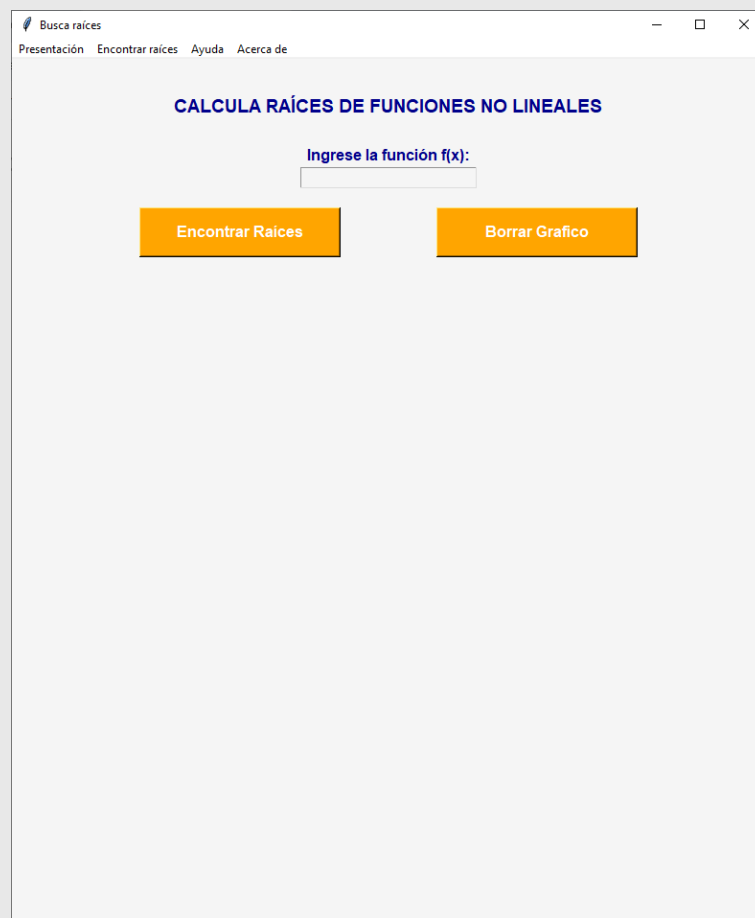 Busca raíces
Presentación Encontrar raíces Ayuda Acerca de
CALCULA RAÍCES DE FUNCIONES NO LINEALES
Ingrese la función f(x):
Encontrar Raices Borrar Grafico